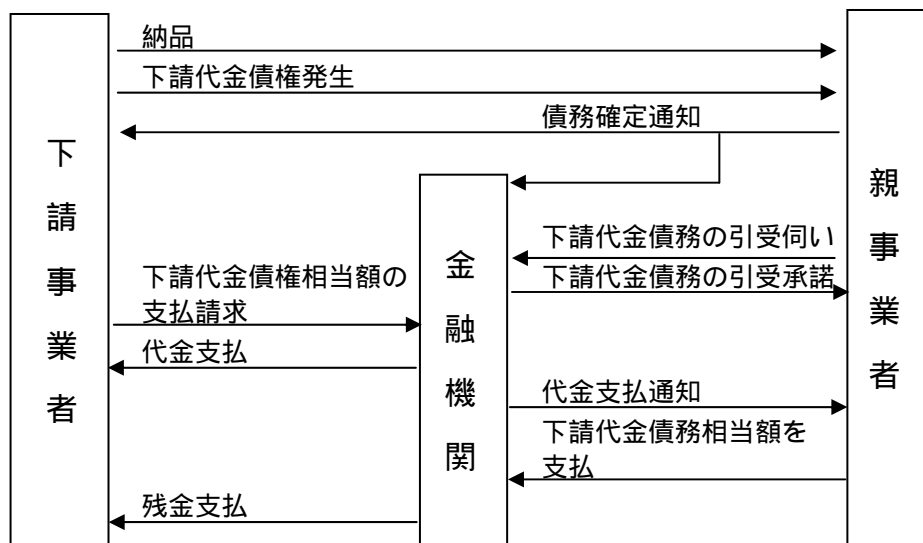 納品
下請代金債権発生
債務確定通知
下請事業者
金融機関
親事業者
下請代金債務の引受伺い
下請代金債務の引受承諾
下請代金債権相当額の
支払請求
代金支払
代金支払通知
下請代金債務相当額を
支払
残金支払